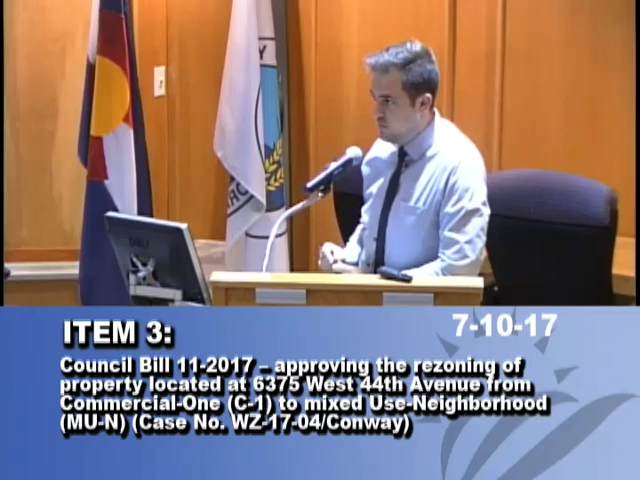 DELL
ITEM 3:
7-10-17
Council Bill 11-2017 – approving the rezoning of
property located at 6375 West 44th Avenue from
Commercial-One (C-1) to mixed Use-Neighborhood
(MU-N) (Case No. WZ-17-04/Conway)